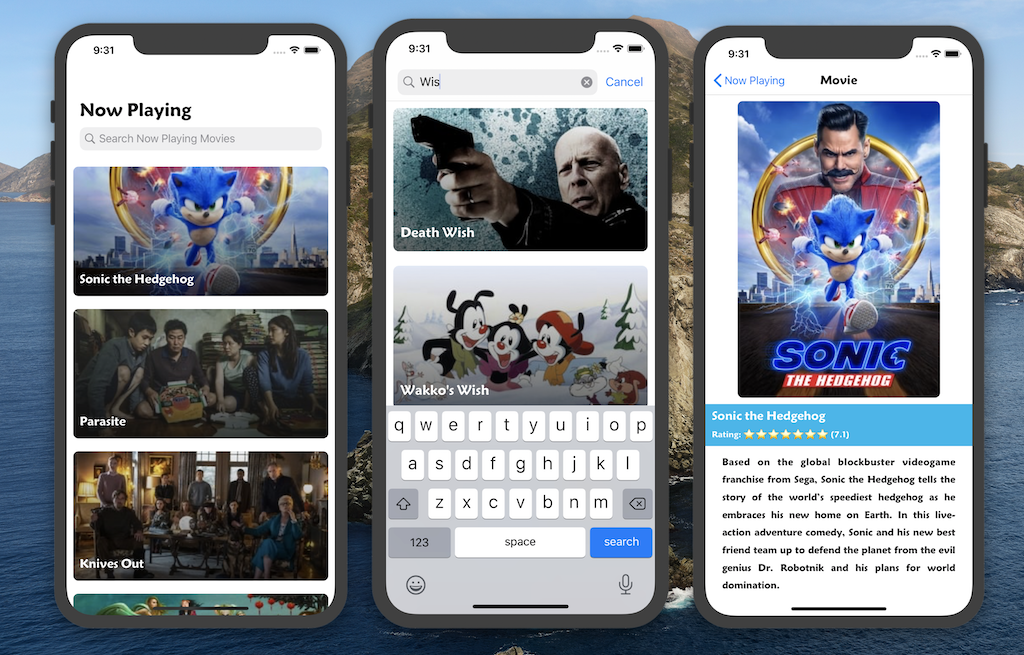 9:31
Now Playing
Search Now Playing Movies
Sonic the Hedgehog
Parasite
Knives Out
9:31
Wis
Cancel
Death Wish
Wakko's Wish
q w e r t y u i o p
a s d f g h j k l
z x c v b n m
123 space search
9:31
Now Playing Movie
SONIC
THE HEDGEHOG
Sonic the Hedgehog
Rating: ⭐⭐⭐⭐⭐⭐⭐ (7.1)
Based on the global blockbuster videogame
franchise from Sega, Sonic the Hedgehog tells the
story of the world's speediest hedgehog as he
embraces his new home on Earth. In this live-
action adventure comedy, Sonic and his new best
friend team up to defend the planet from the evil
genius Dr. Robotnik and his plans for world
domination.